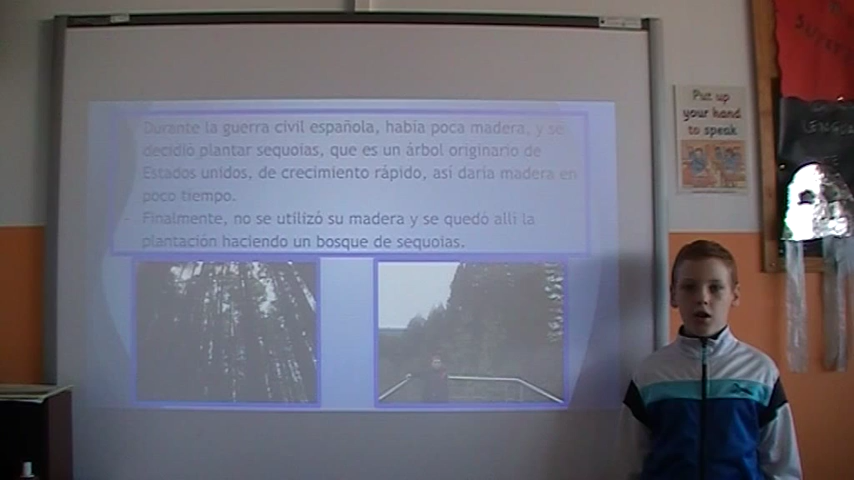 - Durante la guerra civil española, había poca madera, y se
decidió plantar sequoias, que es un árbol originario de
Estados unidos, de crecimiento rápido, así daría madera en
poco tiempo.
- Finalmente, no se utilizó su madera y se quedó allí la
plantación haciendo un bosque de sequoias.
Put up
your hand
to speak
LENGUA